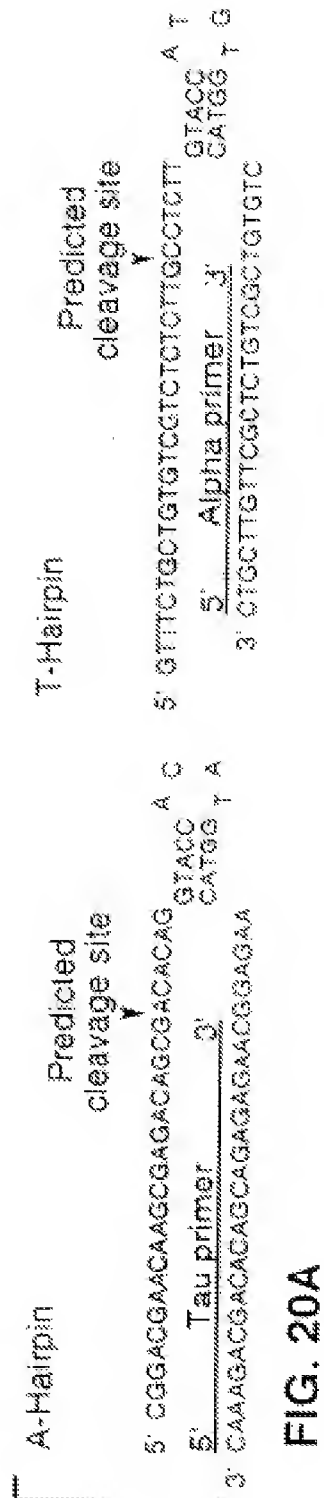 A-Hairpin
Predicted
cleavage site
5' CGGACGAACAAGCGAGACAGCGACACAG
A C
GTACC
CATGG
T A
5' Tau primer 3'
3' CAAAGACGACACAGCAGAGAGAACGGAGAA
T-Hairpin
Predicted
cleavage site
5' GTTTCTGCTGTGTCGTCTCTCTTGCCTCTT
A T
GTACC
CATGG
T G
5' Alpha primer 3'
3' CTGCTTGTTCGCTCTGTCGCTGTGTC
FIG. 20A